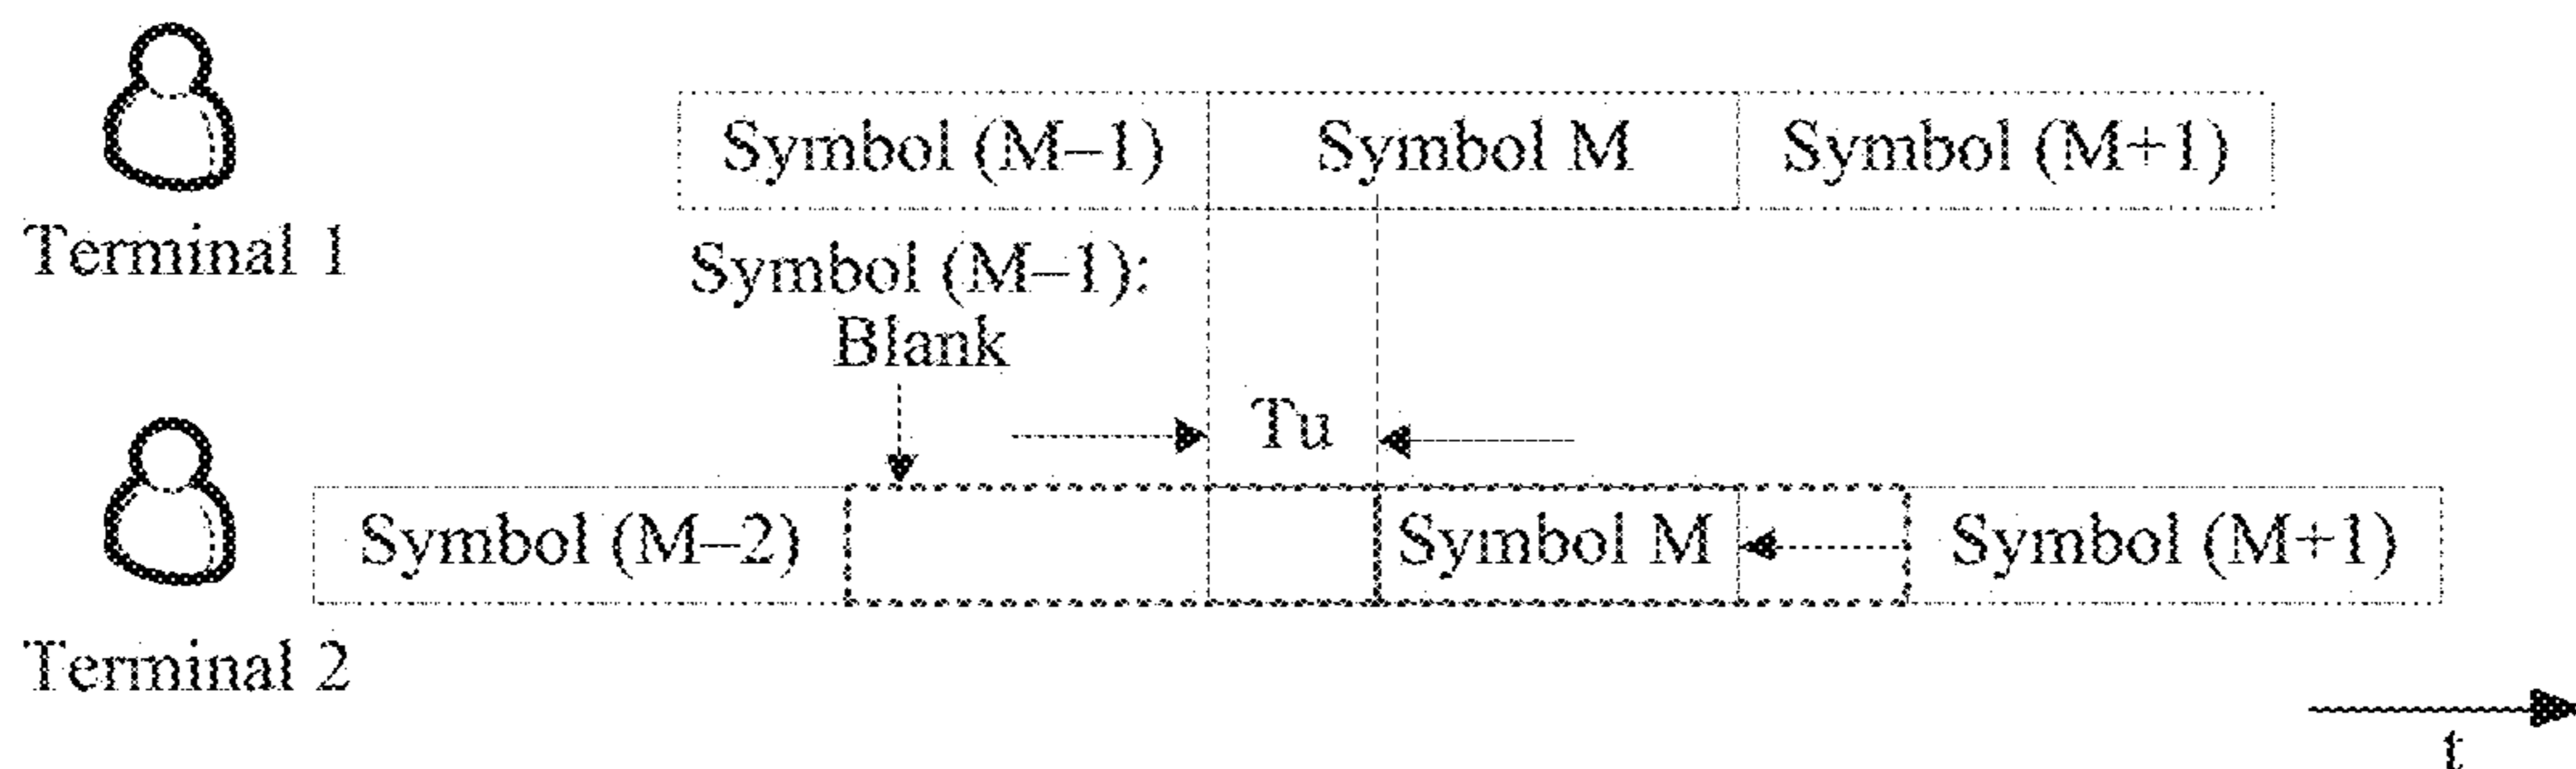 Symbol (M–1) Symbol M Symbol (M+1)
Terminal 1
Symbol (M–1):
Blank
Tu
Symbol (M–2) Symbol M Symbol (M+1)
Terminal 2
t